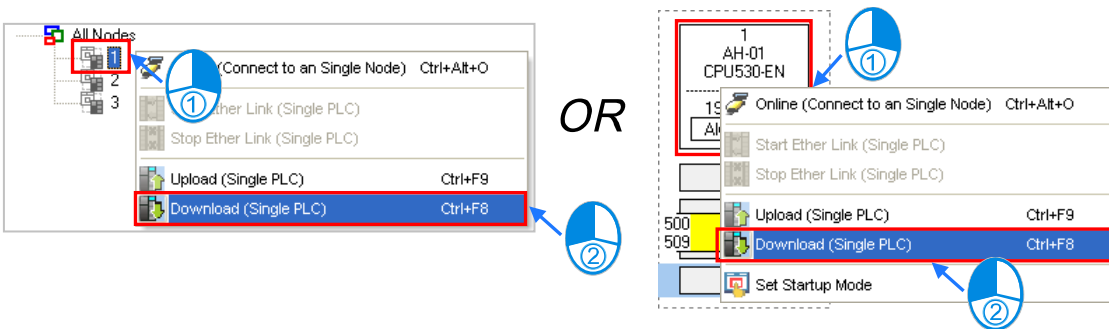 All Nodes
1
2
3
(Connect to an Single Node) Ctrl+Alt+O
Ether Link (Single PLC)
Stop Ether Link (Single PLC)
Upload (Single PLC) Ctrl+F9
Download (Single PLC) Ctrl+F8
1
2
OR
1
AH-01
CPU530-EN
19
500
509
Online (Connect to an Single Node) Ctrl+Alt+O
Start Ether Link (Single PLC)
Stop Ether Link (Single PLC)
Upload (Single PLC) Ctrl+F9
Download (Single PLC) Ctrl+F8
Set Startup Mode
1
2